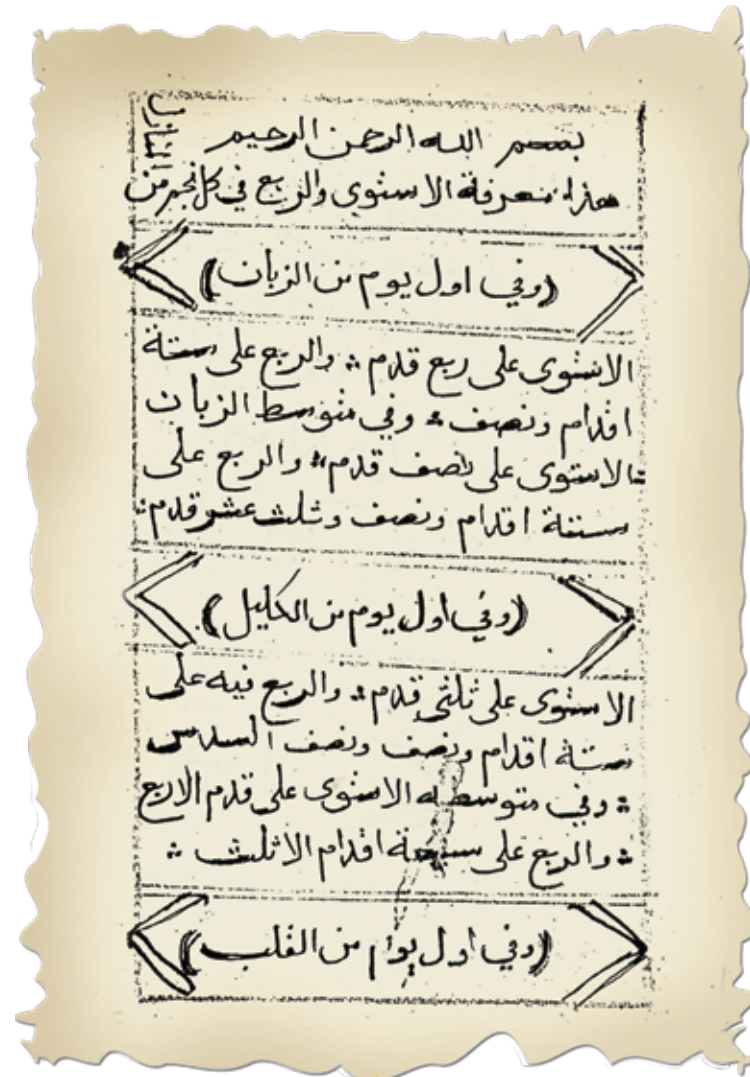 بسم الله الرحمن الرحيم
هذا معرفة الاستوى والربع في كل نجم من
المنازل
(وفي اول يوم من الزبان)
الاستوى على ربع قدم ؞ والربع على ستة
اقدام ونصف ؞ وفي متوسط الزبان
؞الاستوى على نصف قدم؞ والربع على
ستة اقدام ونصف وثلث عشر قدم؞
(وفي اول يوم من الكليل)
الاستوى على ثلثي قدم؞ والربع فيه على
ستة اقدام ونصف ونصف السدس
؞ وفي متوسطه الاستوى على قدم الاربع
؞ والربع على سبعة اقدام الاثلث ؞
(وفي اول يوم من القلب)